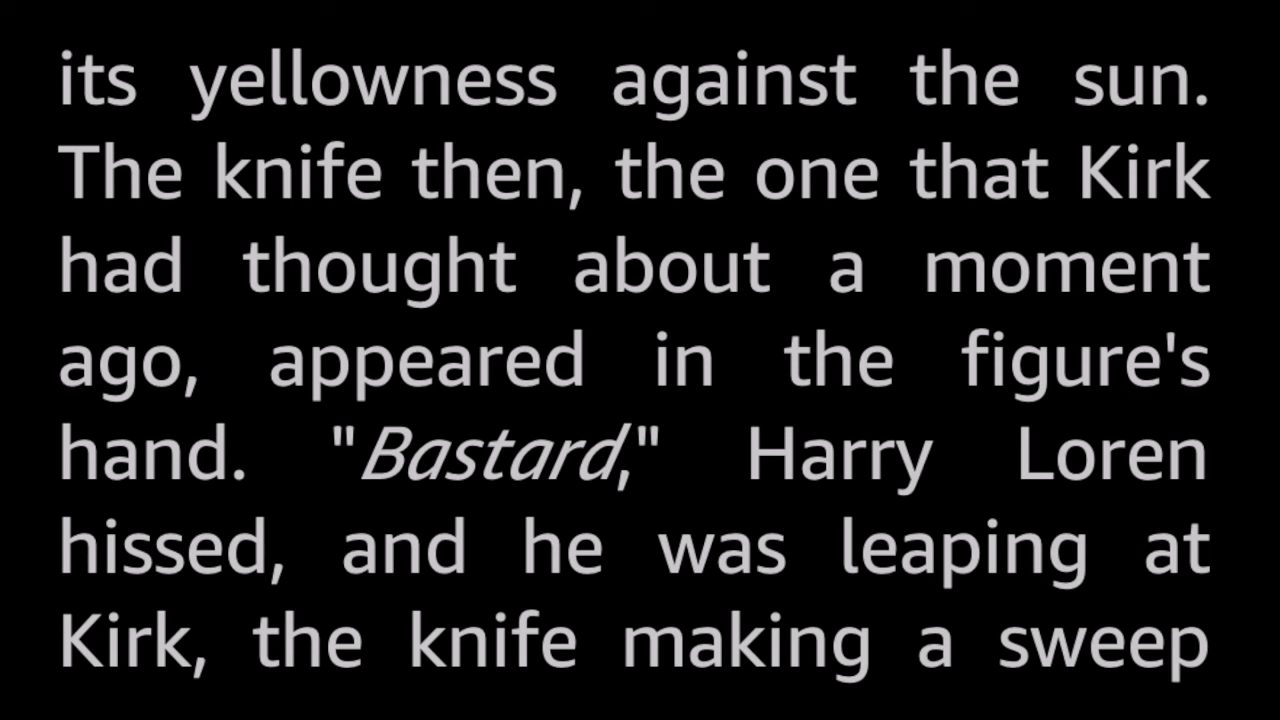 its yellowness against the sun.
The knife then, the one that Kirk
had thought about a moment
ago, appeared in the figure's
hand. "Bastard," Harry Loren
hissed, and he was leaping at
Kirk, the knife making a sweep